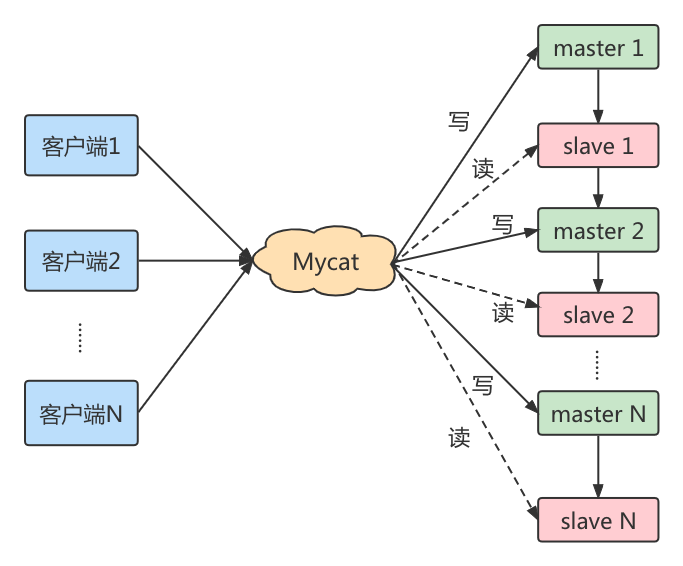 客户端1
客户端2
客户端N
Mycat
写
读
写
读
写
读
master 1
slave 1
master 2
slave 2
master N
slave N